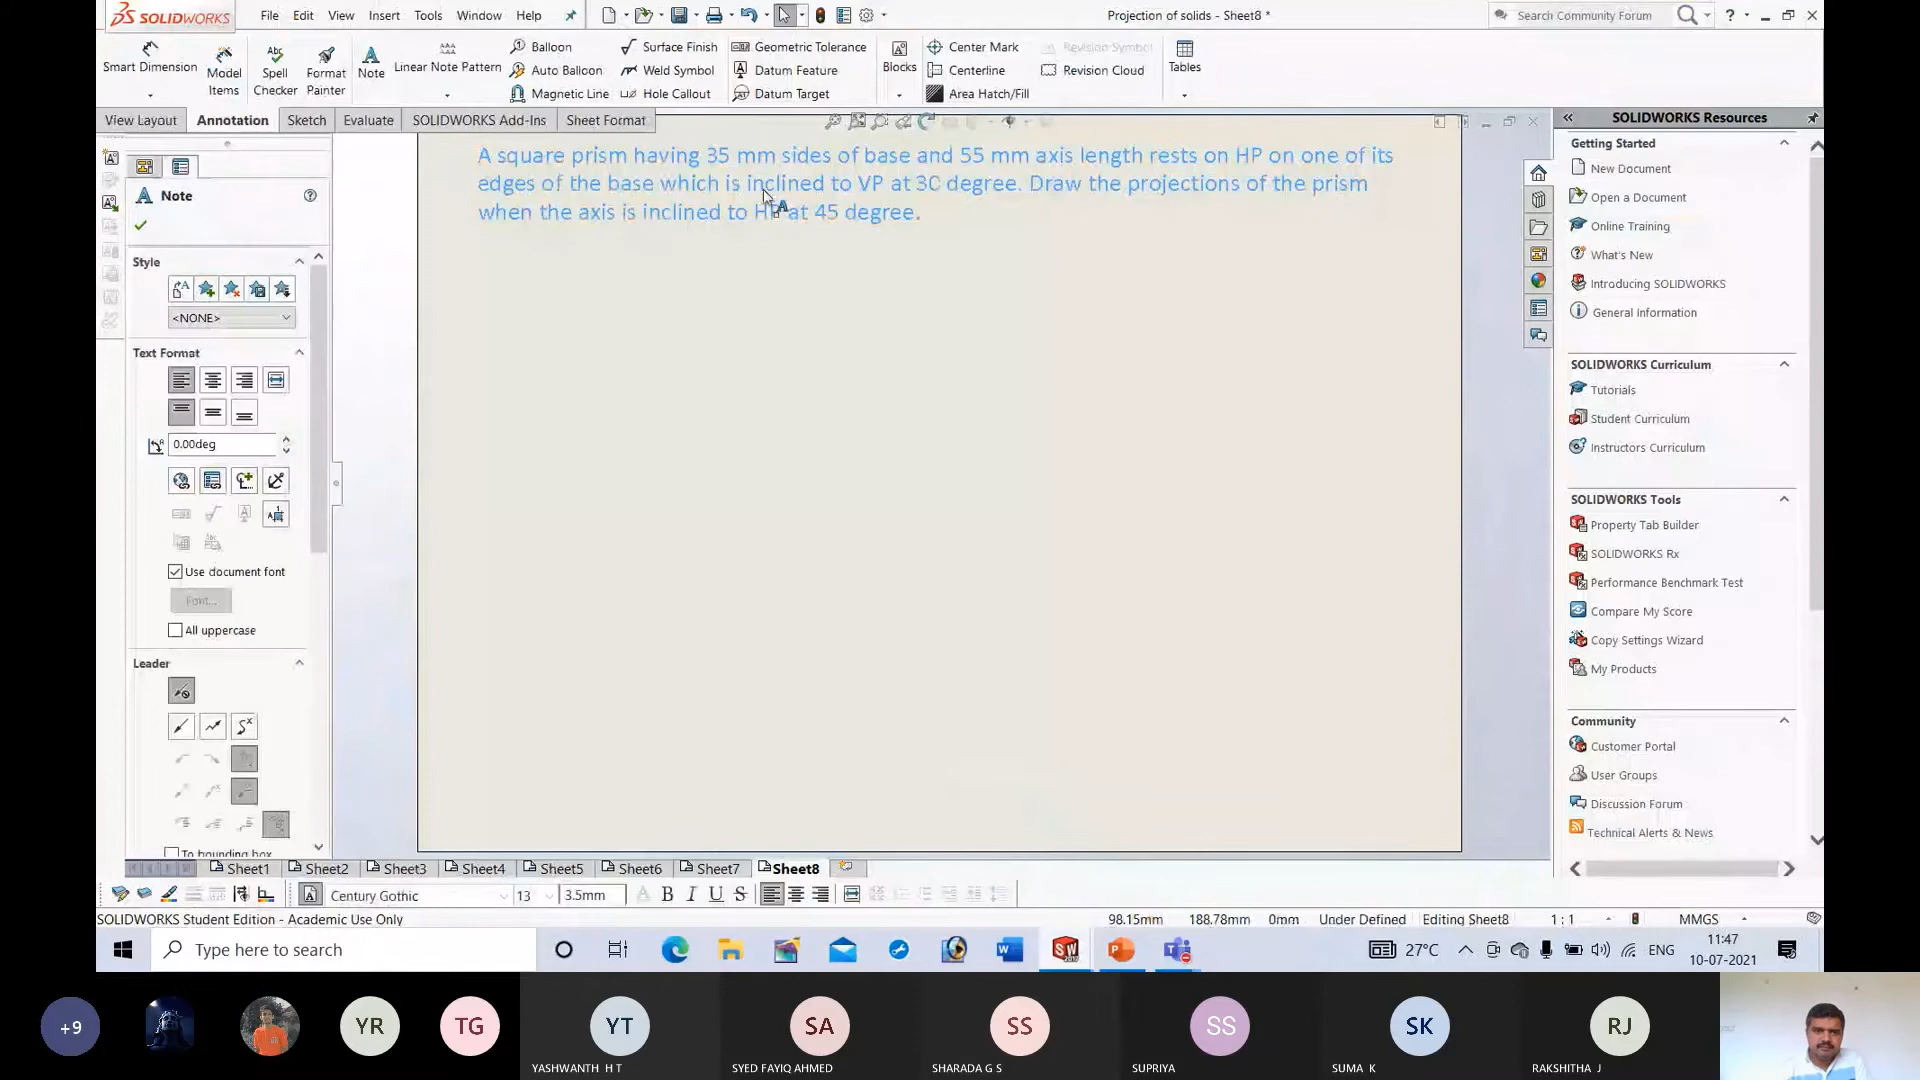 SOLIDWORKS
File Edit View Insert Tools Window Help
Projection of solids - Sheet8 *
Search Community Forum
Smart Dimension
Model Items
Spell Checker
Format Painter
Note
Linear Note Pattern
Balloon
Auto Balloon
Magnetic Line
Surface Finish
Weld Symbol
Hole Callout
Geometric Tolerance
Datum Feature
Datum Target
Blocks
Center Mark
Centerline
Area Hatch/Fill
Revision Symbol
Revision Cloud
Tables
View Layout Annotation Sketch Evaluate SOLIDWORKS Add-Ins Sheet Format
A square prism having 35 mm sides of base and 55 mm axis length rests on HP on one of its
edges of the base which is inclined to VP at 30 degree. Draw the projections of the prism
when the axis is inclined to HP at 45 degree.
Note
Style
<NONE>
Text Format
0.00deg
Use document font
Font...
All uppercase
Leader
To bounding box
SOLIDWORKS Resources
Getting Started
New Document
Open a Document
Online Training
What's New
Introducing SOLIDWORKS
General Information
SOLIDWORKS Curriculum
Tutorials
Student Curriculum
Instructors Curriculum
SOLIDWORKS Tools
Property Tab Builder
SOLIDWORKS Rx
Performance Benchmark Test
Compare My Score
Copy Settings Wizard
My Products
Community
Customer Portal
User Groups
Discussion Forum
Technical Alerts & News
Sheet1 Sheet2 Sheet3 Sheet4 Sheet5 Sheet6 Sheet7 Sheet8
Century Gothic 13 3.5mm B I U S
SOLIDWORKS Student Edition - Academic Use Only
98.15mm 188.78mm 0mm Under Defined Editing Sheet8 1 : 1 MMGS
Type here to search
27°C
ENG
11:47
10-07-2021
+9 YR TG YT SA SS SS SK RJ
YASHWANTH H T SYED FAYIQ AHMED SHARADA G S SUPRIYA SUMA K RAKSHITHA J